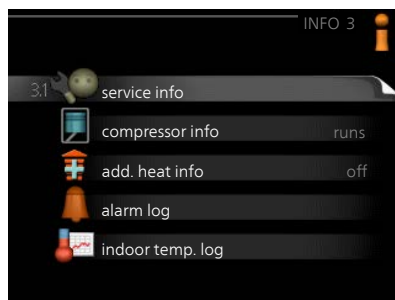 INFO 3
3.1 service info
compressor info runs
add. heat info off
alarm log
indoor temp. log